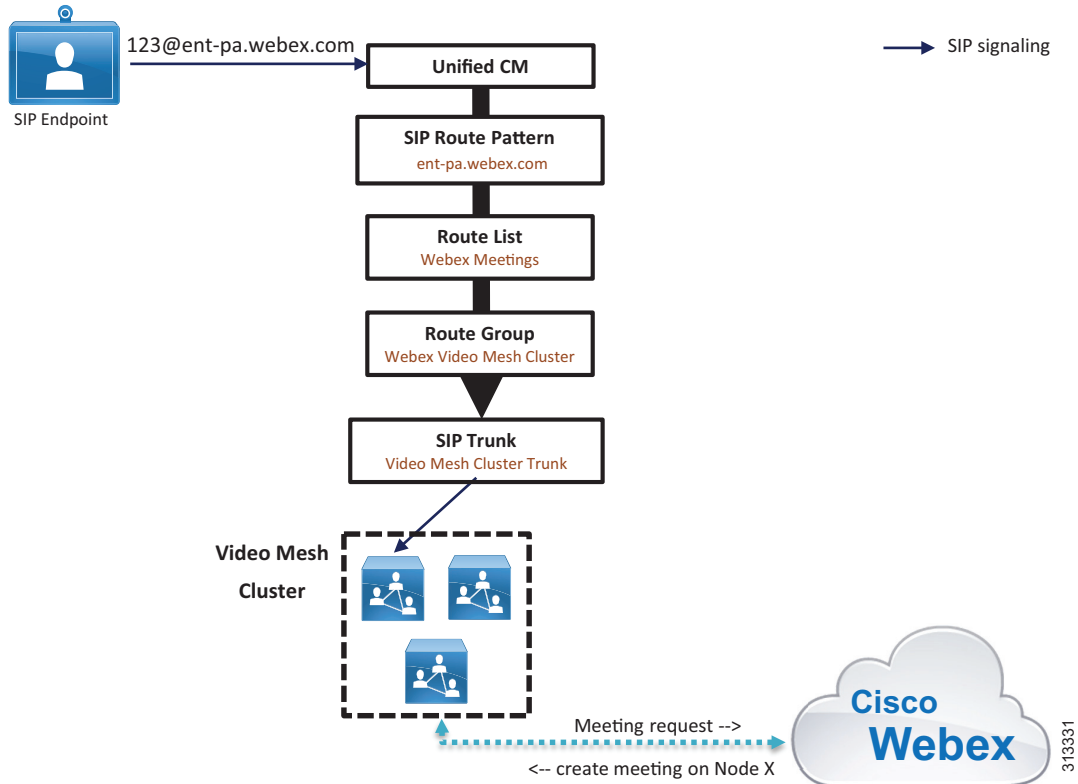 123@ent-pa.webex.com
SIP signaling
SIP Endpoint
Unified CM
SIP Route Pattern
ent-pa.webex.com
Route List
Webex Meetings
Route Group
Webex Video Mesh Cluster
SIP Trunk
Video Mesh Cluster Trunk
Video Mesh
Cluster
Meeting request -->
<-- create meeting on Node X
Cisco
Webex
313331